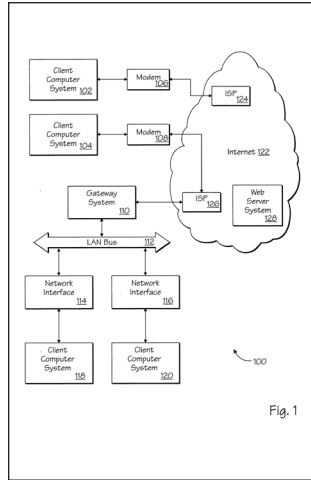 Client
Computer
System 102
Modem
106
ISP
124
Client
Computer
System 104
Modem
108
Internet 122
Gateway
System
110
ISP
126
Web
Server
System
128
LAN Bus 112
Network
Interface
114
Network
Interface
116
Client
Computer
System
118
Client
Computer
System
120
100
Fig. 1